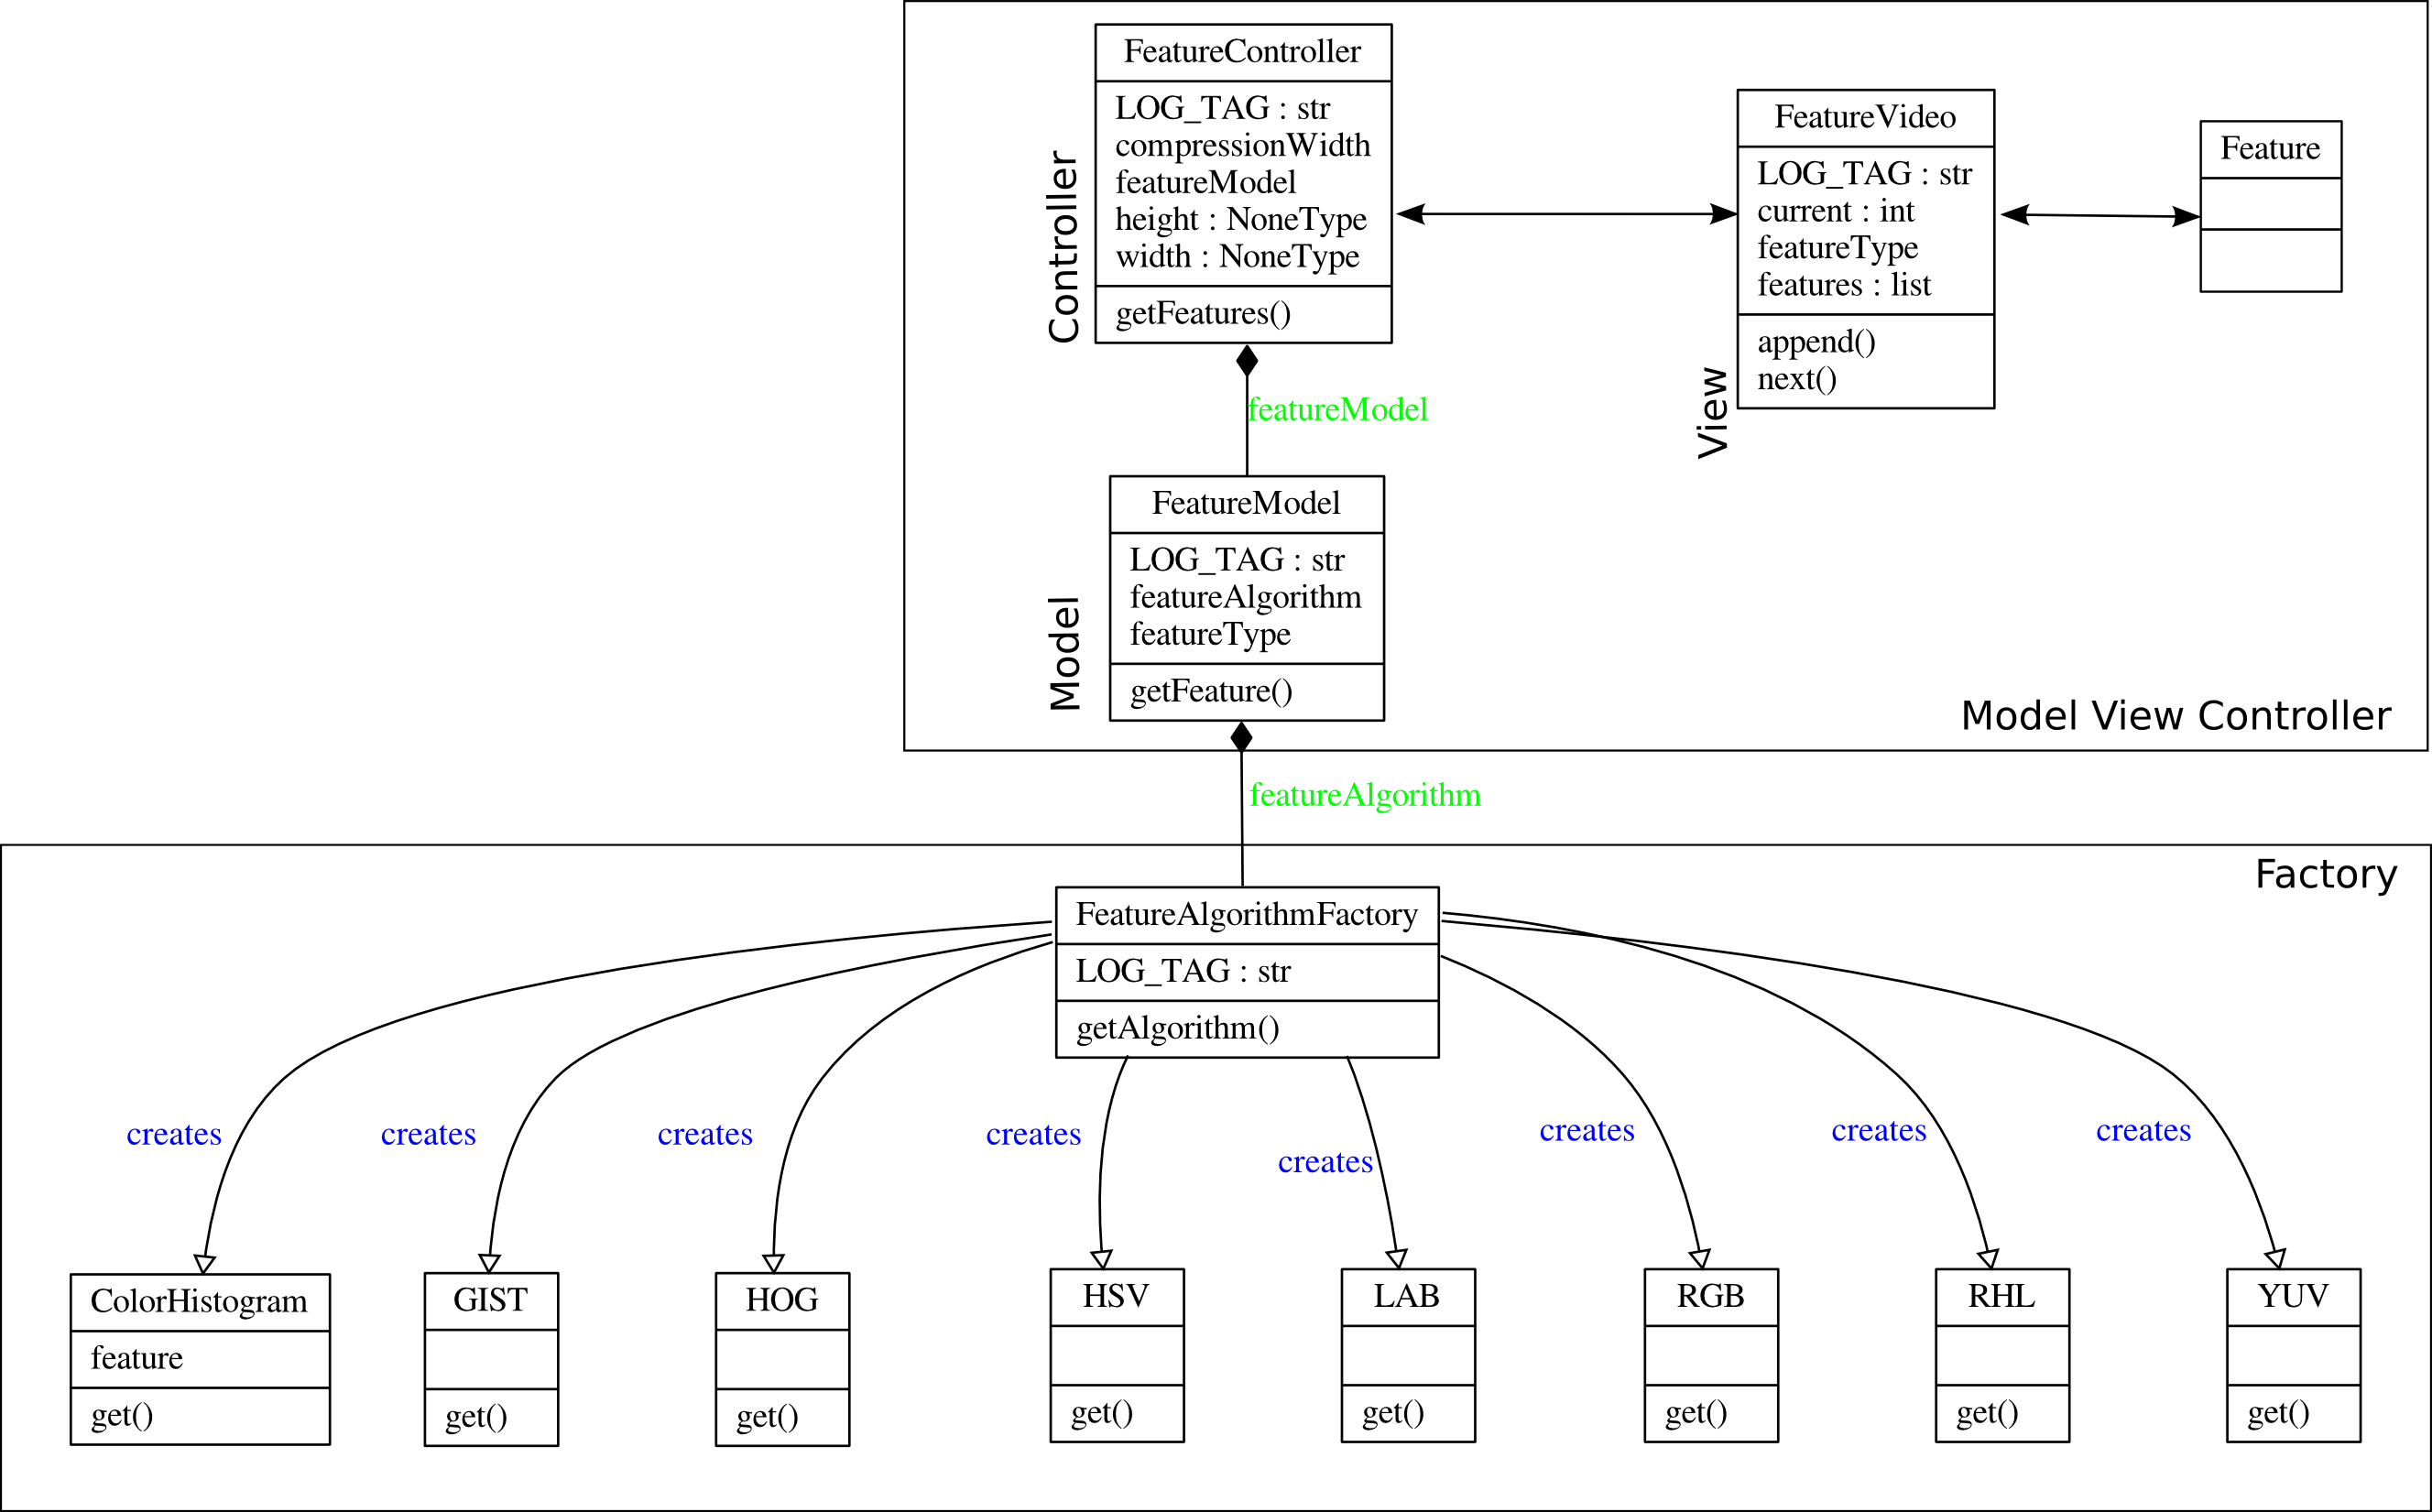 FeatureController
LOG_TAG : str
compressionWidth
featureModel
height : NoneType
width : NoneType
getFeatures()
Controller
FeatureVideo
LOG_TAG : str
current : int
featureType
features : list
append()
next()
View
Feature
featureModel
FeatureModel
LOG_TAG : str
featureAlgorithm
featureType
getFeature()
Model
Model View Controller
featureAlgorithm
Factory
FeatureAlgorithmFactory
LOG_TAG : str
getAlgorithm()
creates
creates
creates
creates
creates
creates
creates
creates
ColorHistogram
feature
get()
GIST
get()
HOG
get()
HSV
get()
LAB
get()
RGB
get()
RHL
get()
YUV
get()